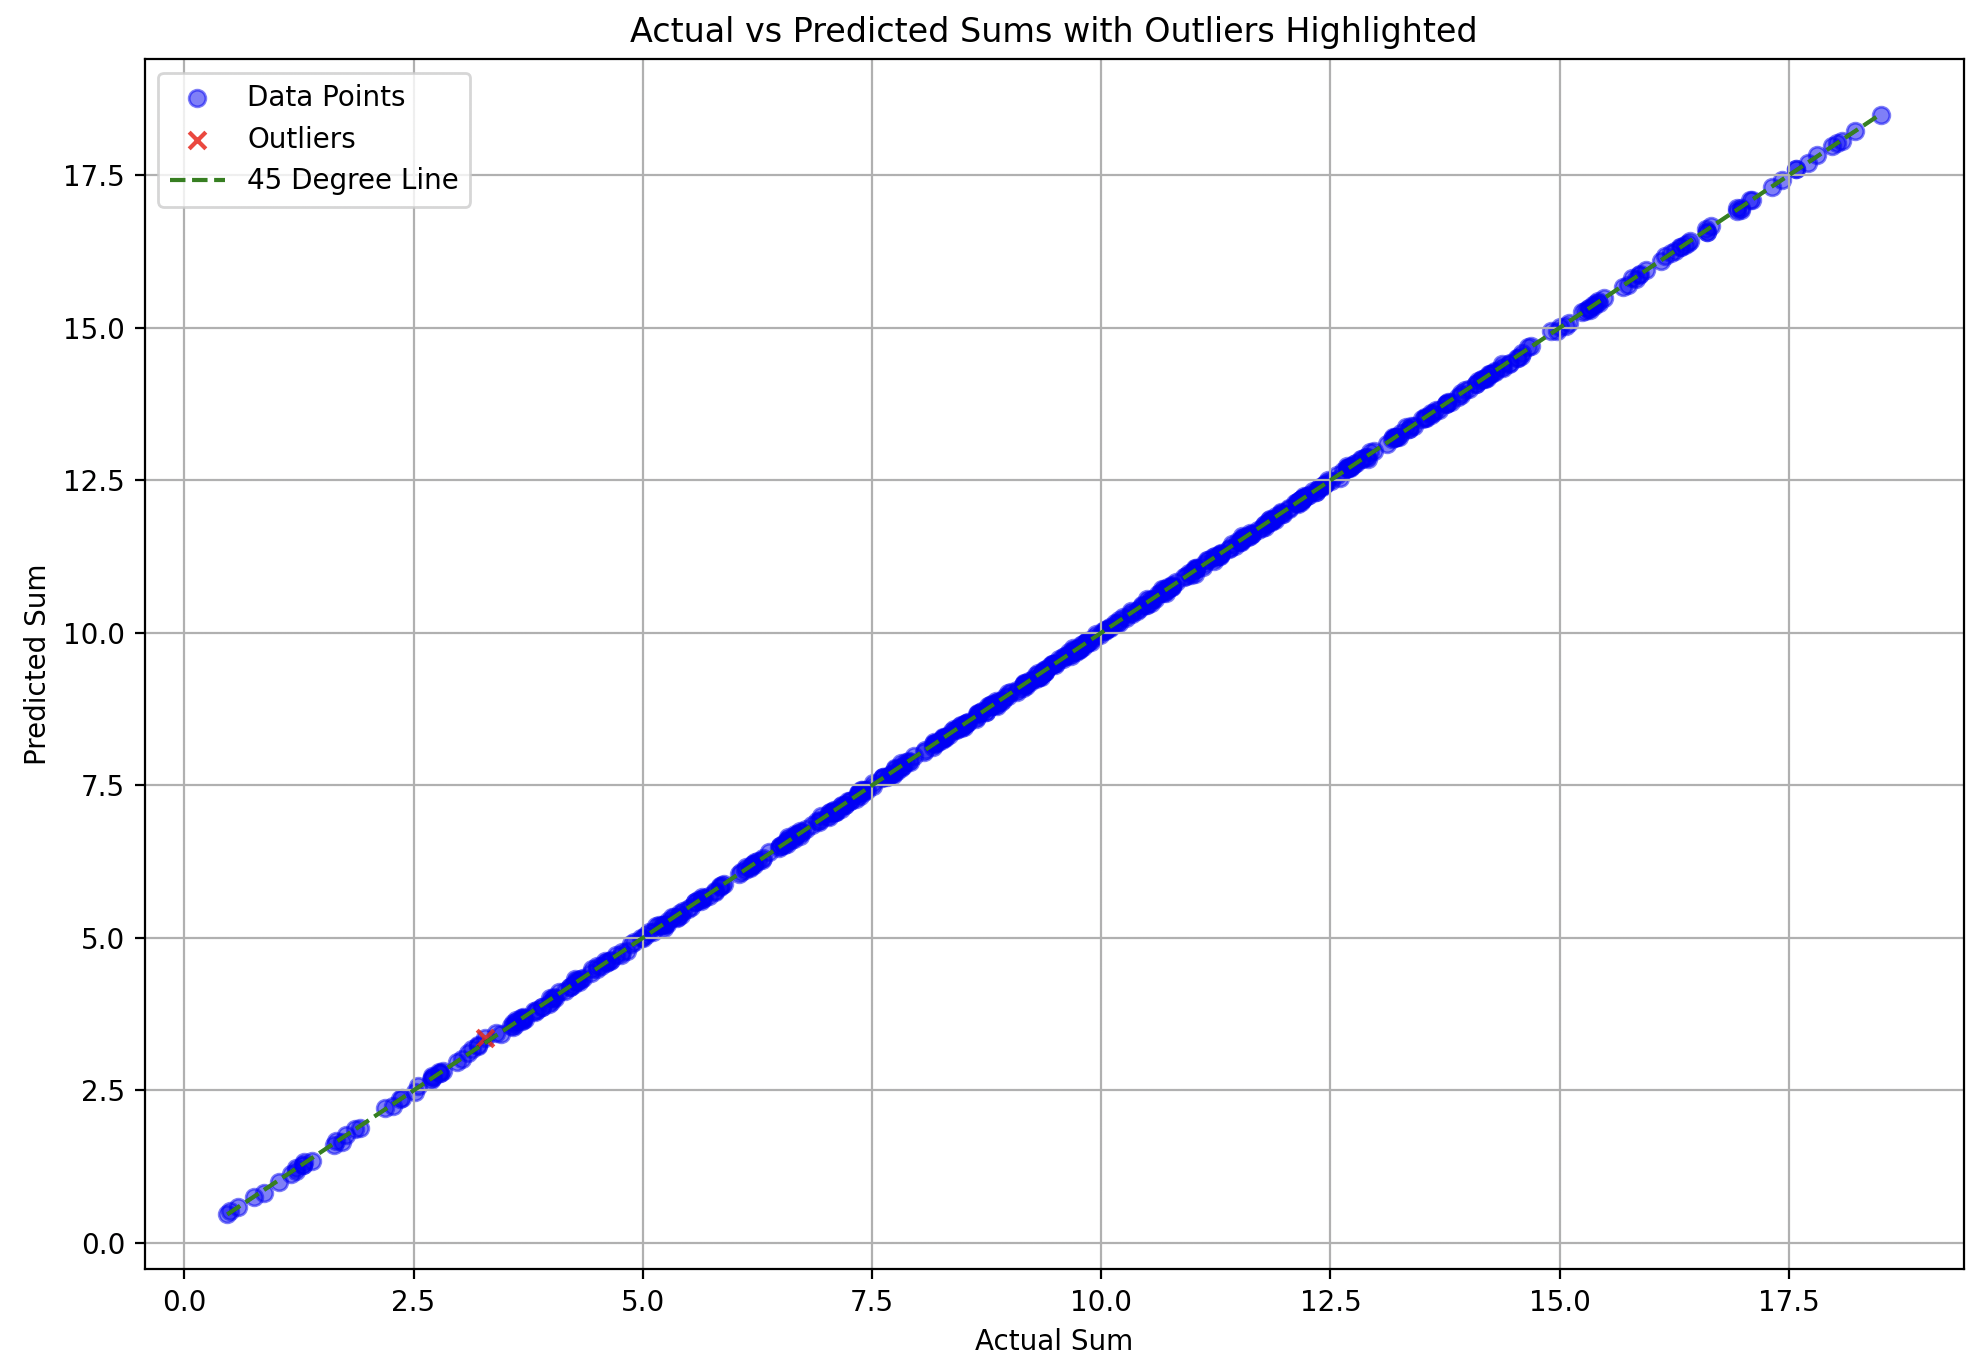 Actual vs Predicted Sums with Outliers Highlighted
Data Points
Outliers
45 Degree Line
17.5
15.0
12.5
10.0
7.5
5.0
2.5
0.0
Predicted Sum
0.0 2.5 5.0 7.5 10.0 12.5 15.0 17.5
Actual Sum